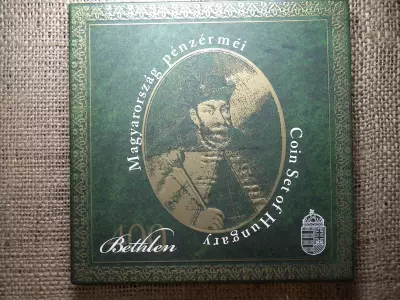 Magyarország pénzérméi
Coin Set of Hungary
400
Bethlen